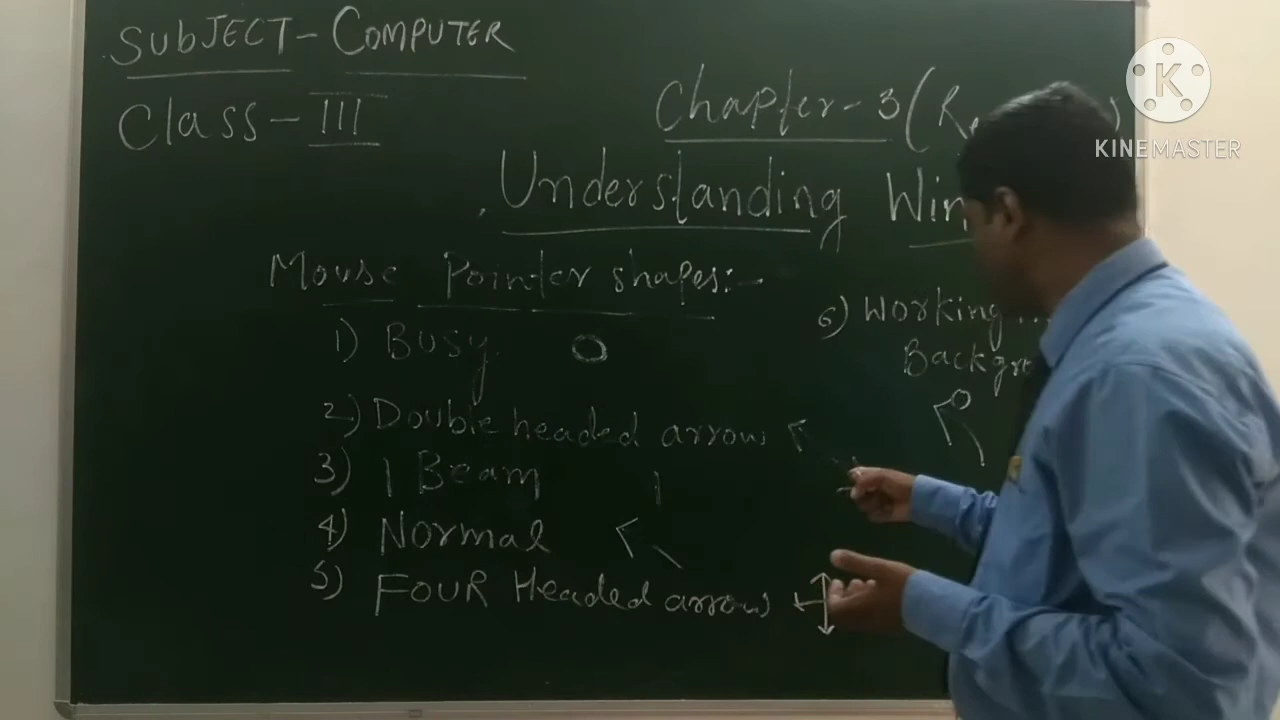 SUBJECT - COMPUTER
Class - III
Chapter - 3 (
Understanding
Mouse Pointer shapes:-
1) Busy
2) Double headed arrow
3) I Beam
4) Normal
5) FOUR Headed arrow
6) Working
K
KINEMASTER